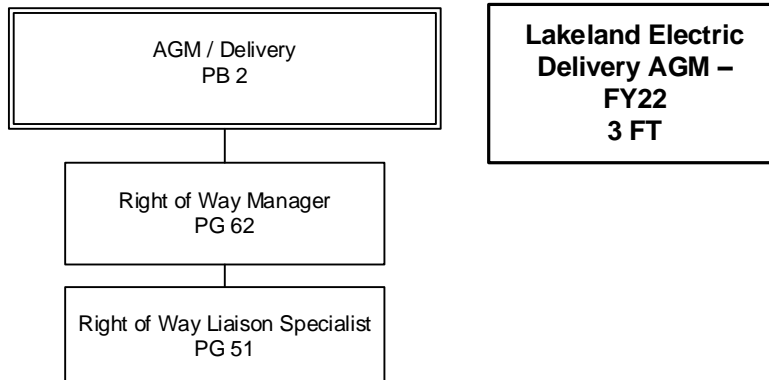 AGM / Delivery
PB 2
Lakeland Electric
Delivery AGM –
FY22
3 FT
Right of Way Manager
PG 62
Right of Way Liaison Specialist
PG 51